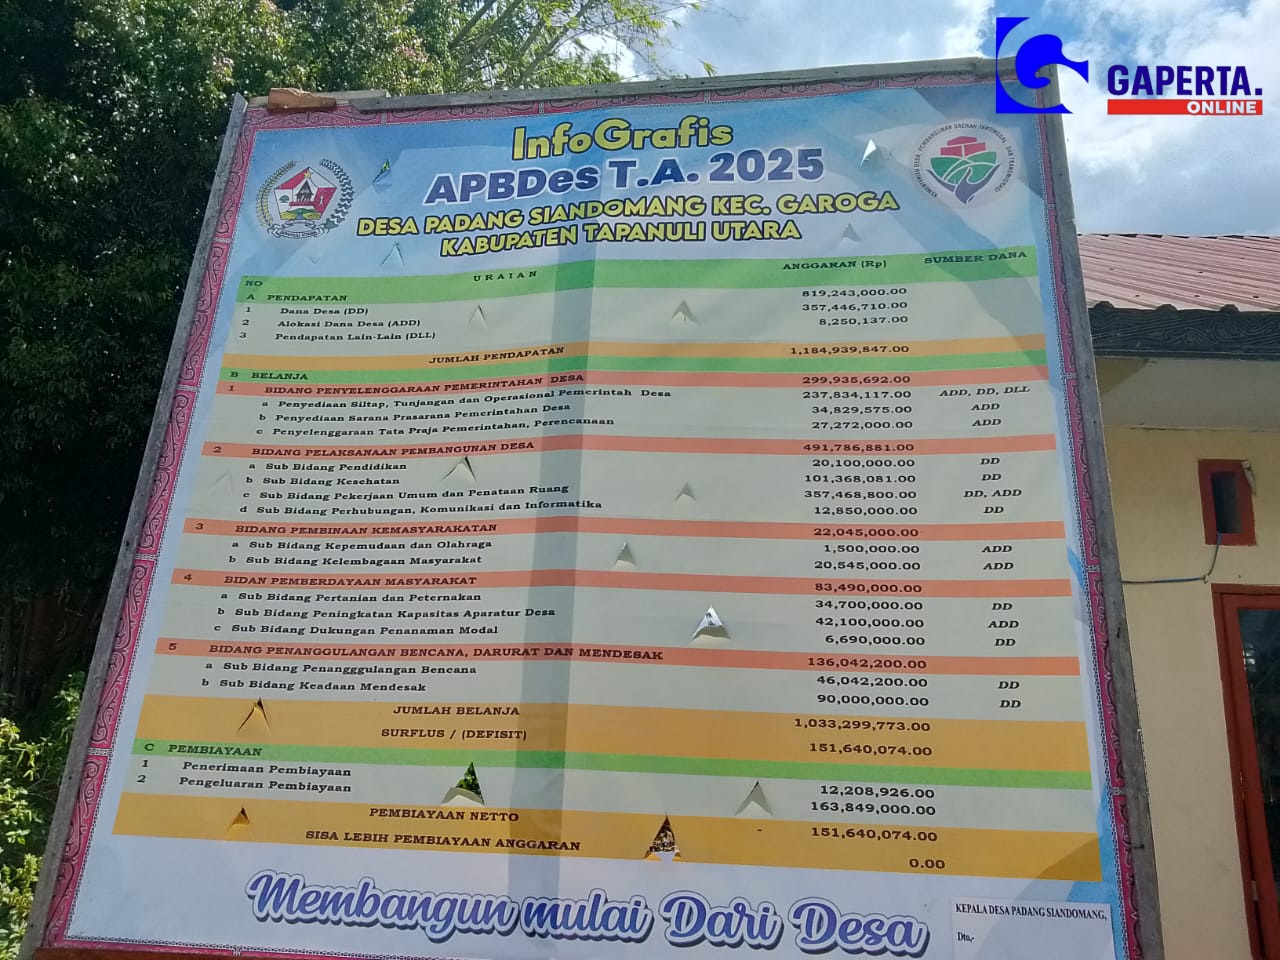 GAPERTA.
ONLINE
InfoGrafis
APBDes T.A. 2025
DESA PADANG SIANDOMANG KEC. GAROGA
KABUPATEN TAPANULI UTARA
KEMENTERIAN DESA, PEMBANGUNAN DAERAH TERTINGGAL, DAN TRANSMIGRASI
NO URAIAN ANGGARAN (Rp) SUMBER DANA
A PENDAPATAN
1 Dana Desa (DD) 819,243,000.00
2 Alokasi Dana Desa (ADD) 357,446,710.00
3 Pendapatan Lain-Lain (DLL) 8,250,137.00
JUMLAH PENDAPATAN 1,184,939,847.00
B BELANJA
1 BIDANG PENYELENGGARAAN PEMERINTAHAN DESA 299,935,692.00
a Penyediaan Siltap, Tunjangan dan Operasional Pemerintah Desa 237,834,117.00 ADD, DD, DLL
b Penyediaan Sarana Prasarana Pemerintahan Desa 34,829,575.00 ADD
c Penyelenggaraan Tata Praja Pemerintahan, Perencanaan 27,272,000.00 ADD
2 BIDANG PELAKSANAAN PEMBANGUNAN DESA 491,786,881.00
a Sub Bidang Pendidikan 20,100,000.00 DD
b Sub Bidang Kesehatan 101,368,081.00 DD
c Sub Bidang Pekerjaan Umum dan Penataan Ruang 357,468,800.00 DD, ADD
d Sub Bidang Perhubungan, Komunikasi dan Informatika 12,850,000.00 DD
3 BIDANG PEMBINAAN KEMASYARAKATAN 22,045,000.00
a Sub Bidang Kepemudaan dan Olahraga 1,500,000.00 ADD
b Sub Bidang Kelembagaan Masyarakat 20,545,000.00 ADD
4 BIDAN PEMBERDAYAAN MASYARAKAT 83,490,000.00
a Sub Bidang Pertanian dan Peternakan 34,700,000.00 DD
b Sub Bidang Peningkatan Kapasitas Aparatur Desa 42,100,000.00 ADD
c Sub Bidang Dukungan Penanaman Modal 6,690,000.00 DD
5 BIDANG PENANGGULANGAN BENCANA, DARURAT DAN MENDESAK 136,042,200.00
a Sub Bidang Penangggulangan Bencana 46,042,200.00 DD
b Sub Bidang Keadaan Mendesak 90,000,000.00 DD
JUMLAH BELANJA 1,033,299,773.00
SURFLUS / (DEFISIT) 151,640,074.00
C PEMBIAYAAN
1 Penerimaan Pembiayaan 12,208,926.00
2 Pengeluaran Pembiayaan 163,849,000.00
PEMBIAYAAN NETTO - 151,640,074.00
SISA LEBIH PEMBIAYAAN ANGGARAN 0.00
Membangun mulai Dari Desa
KEPALA DESA PADANG SIANDOMANG,
Dto,-